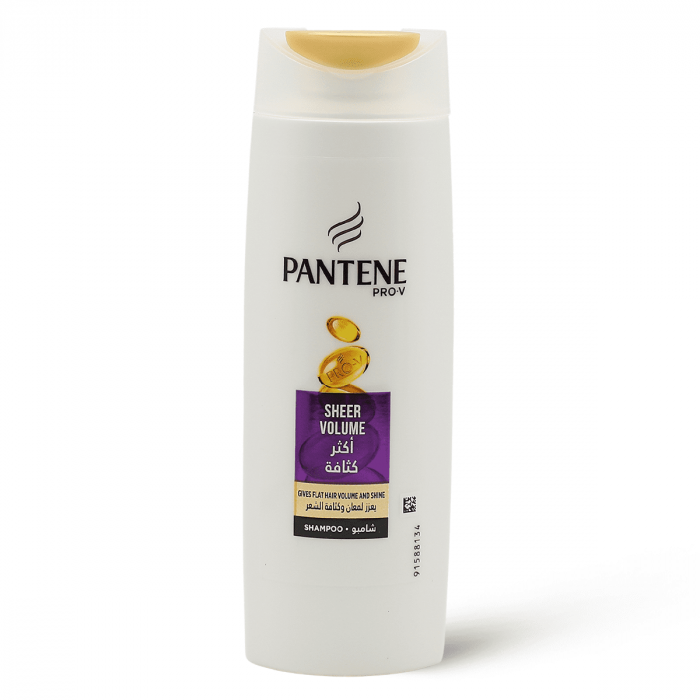 PANTENE
PRO-V
PRO-V
SHEER
VOLUME
أكثر
كثافة
GIVES FLAT HAIR VOLUME AND SHINE
يعزز لمعان وكثافة الشعر
SHAMPOO • شامبو
91588134